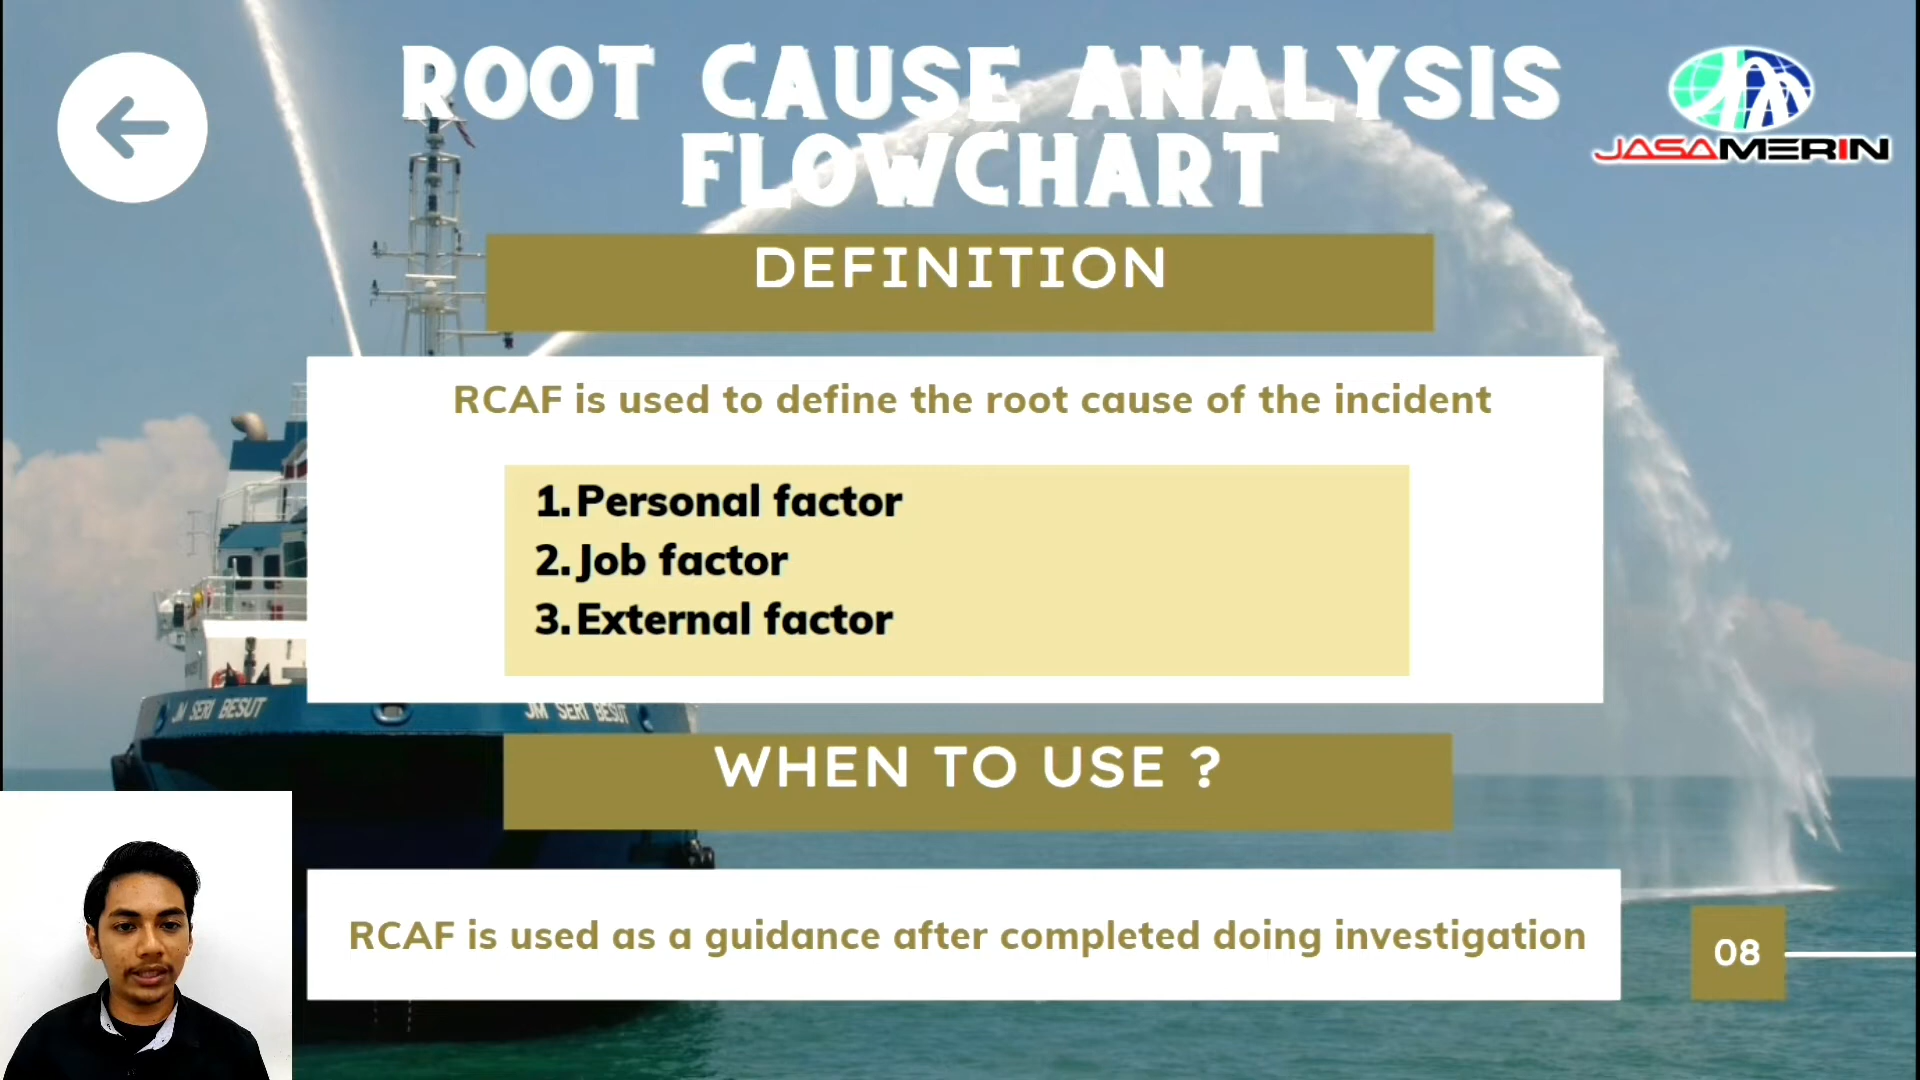 ROOT CAUSE ANALYSIS
FLOWCHART
JASAMERIN
DEFINITION
RCAF is used to define the root cause of the incident
1. Personal factor
2. Job factor
3. External factor
JM SERI BESUT
JM SERI BESUT
WHEN TO USE ?
RCAF is used as a guidance after completed doing investigation
08